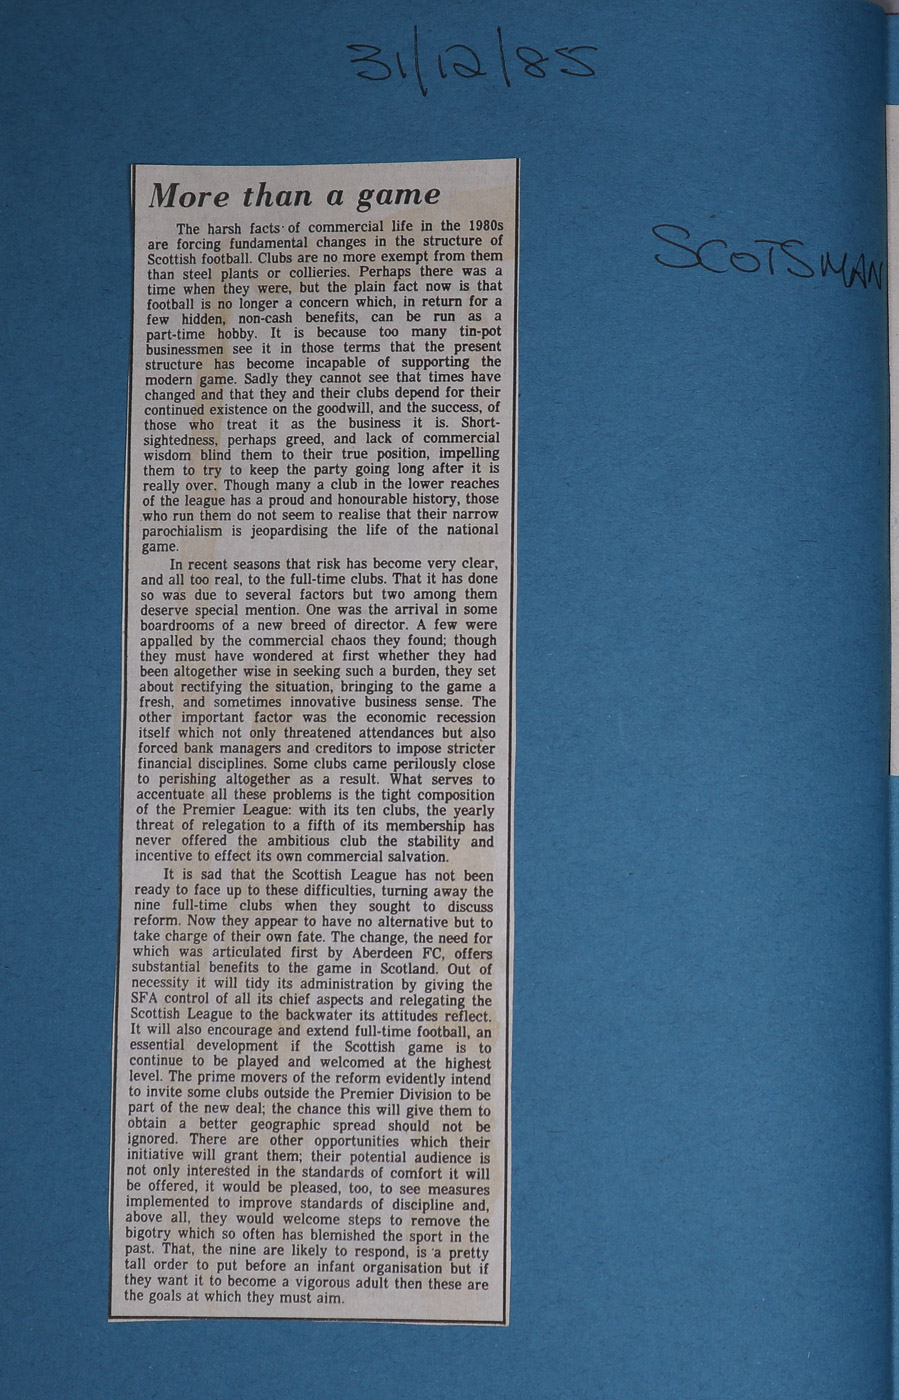 31/12/85
SCOTSMAN
More than a game
The harsh facts of commercial life in the 1980s
are forcing fundamental changes in the structure of
Scottish football. Clubs are no more exempt from them
than steel plants or collieries. Perhaps there was a
time when they were, but the plain fact now is that
football is no longer a concern which, in return for a
few hidden, non-cash benefits, can be run as a
part-time hobby. It is because too many tin-pot
businessmen see it in those terms that the present
structure has become incapable of supporting the
modern game. Sadly they cannot see that times have
changed and that they and their clubs depend for their
continued existence on the goodwill, and the success, of
those who treat it as the business it is. Short-
sightedness, perhaps greed, and lack of commercial
wisdom blind them to their true position, impelling
them to try to keep the party going long after it is
really over. Though many a club in the lower reaches
of the league has a proud and honourable history, those
who run them do not seem to realise that their narrow
parochialism is jeopardising the life of the national
game.
In recent seasons that risk has become very clear,
and all too real, to the full-time clubs. That it has done
so was due to several factors but two among them
deserve special mention. One was the arrival in some
boardrooms of a new breed of director. A few were
appalled by the commercial chaos they found; though
they must have wondered at first whether they had
been altogether wise in seeking such a burden, they set
about rectifying the situation, bringing to the game a
fresh, and sometimes innovative business sense. The
other important factor was the economic recession
itself which not only threatened attendances but also
forced bank managers and creditors to impose stricter
financial disciplines. Some clubs came perilously close
to perishing altogether as a result. What serves to
accentuate all these problems is the tight composition
of the Premier League: with its ten clubs, the yearly
threat of relegation to a fifth of its membership has
never offered the ambitious club the stability and
incentive to effect its own commercial salvation.
It is sad that the Scottish League has not been
ready to face up to these difficulties, turning away the
nine full-time clubs when they sought to discuss
reform. Now they appear to have no alternative but to
take charge of their own fate. The change, the need for
which was articulated first by Aberdeen FC, offers
substantial benefits to the game in Scotland. Out of
necessity it will tidy its administration by giving the
SFA control of all its chief aspects and relegating the
Scottish League to the backwater its attitudes reflect.
It will also encourage and extend full-time football, an
essential development if the Scottish game is to
continue to be played and welcomed at the highest
level. The prime movers of the reform evidently intend
to invite some clubs outside the Premier Division to be
part of the new deal; the chance this will give them to
obtain a better geographic spread should not be
ignored. There are other opportunities which their
initiative will grant them; their potential audience is
not only interested in the standards of comfort it will
be offered, it would be pleased, too, to see measures
implemented to improve standards of discipline and,
above all, they would welcome steps to remove the
bigotry which so often has blemished the sport in the
past. That, the nine are likely to respond, is a pretty
tall order to put before an infant organisation but if
they want it to become a vigorous adult then these are
the goals at which they must aim.